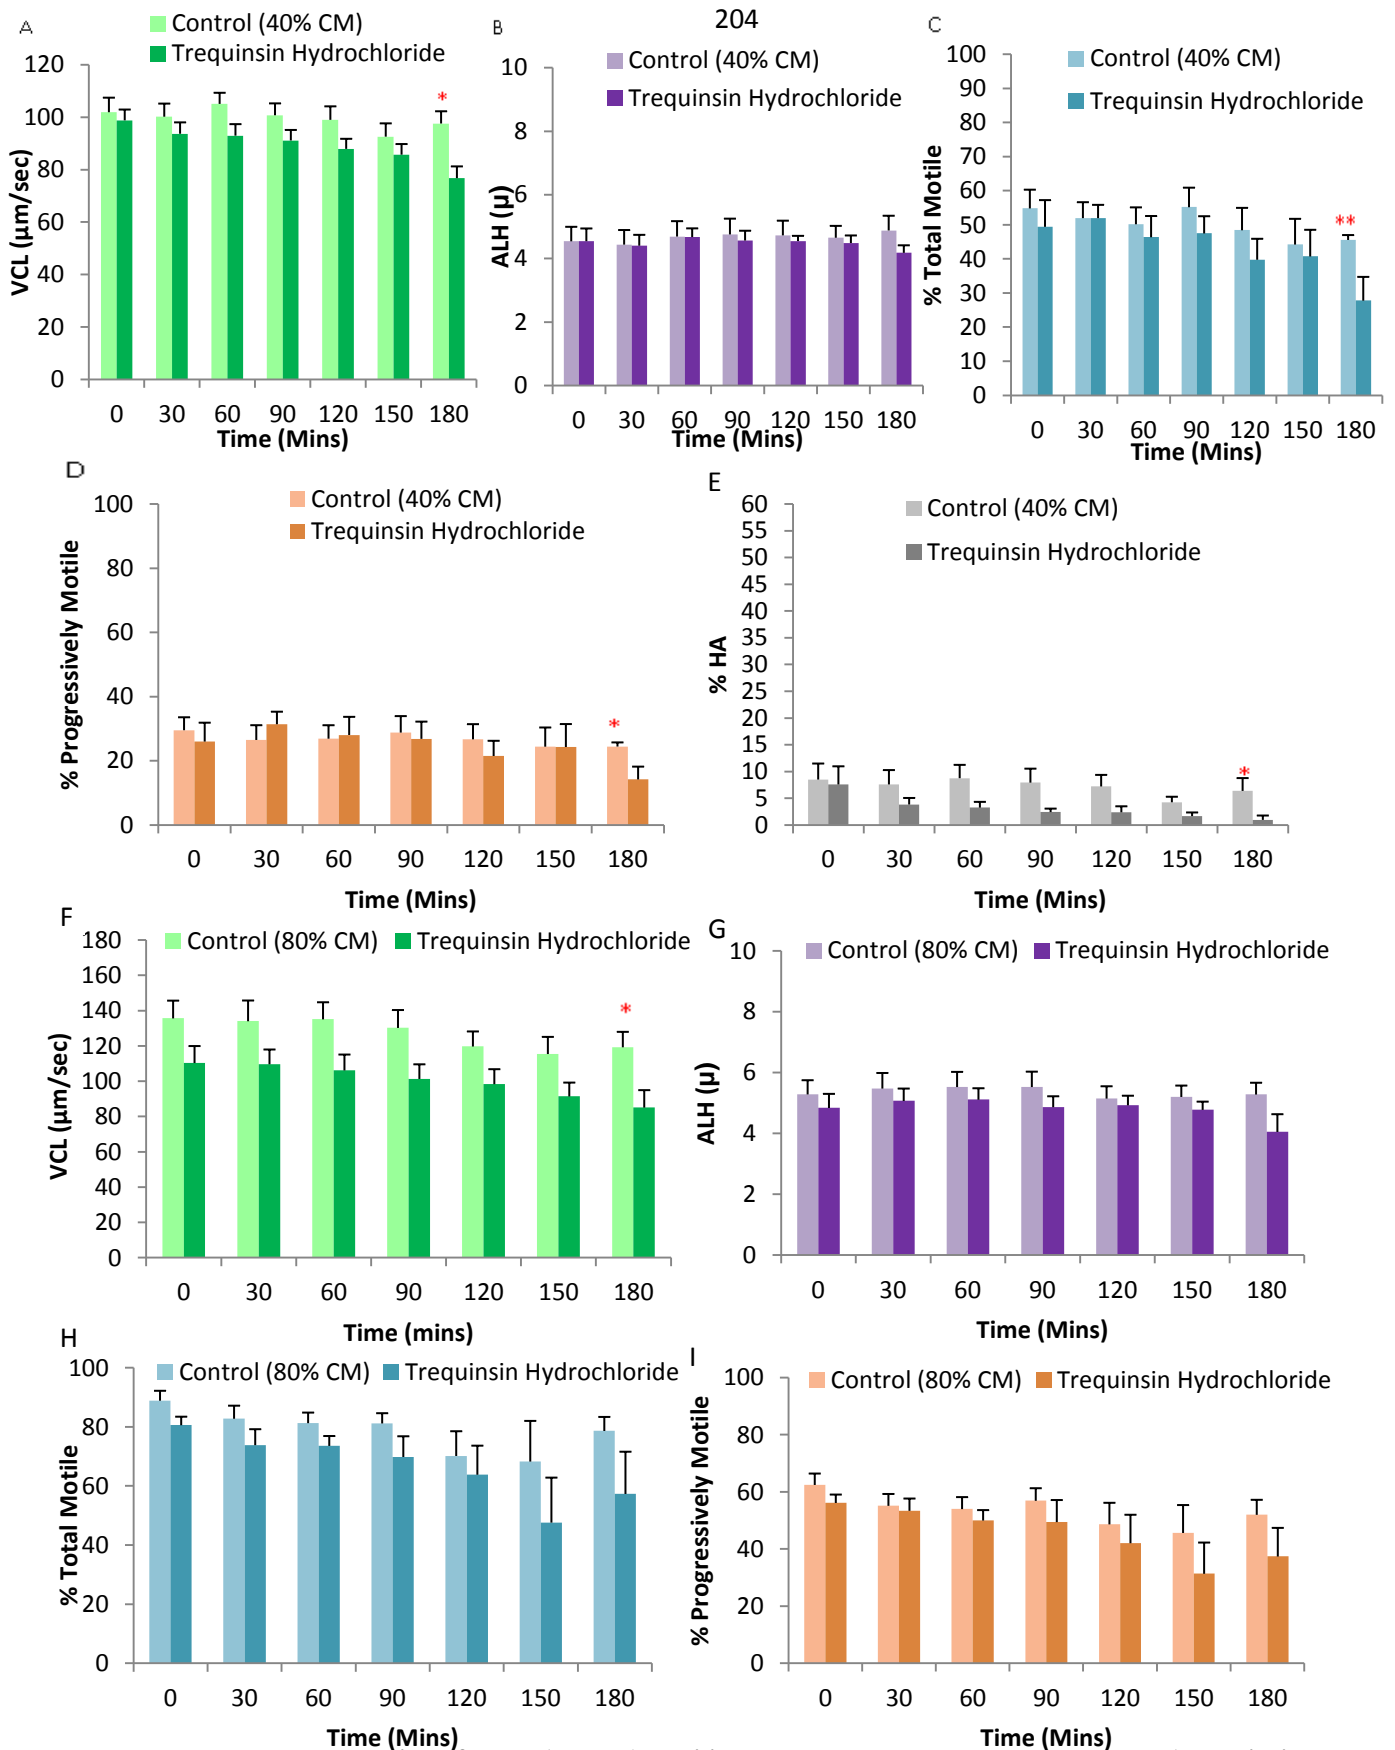 204
A
Control (40% CM)
Trequinsin Hydrochloride
*
VCL (µm/sec)
120
100
80
60
40
20
0
0 30 60 90 120 150 180
Time (Mins)
B
Control (40% CM)
Trequinsin Hydrochloride
ALH (µ)
10
8
6
4
2
0
0 30 60 90 120 150 180
Time (Mins)
C
Control (40% CM)
Trequinsin Hydrochloride
**
% Total Motile
100
90
80
70
60
50
40
30
20
10
0
0 30 60 90 120 150 180
Time (Mins)
D
Control (40% CM)
Trequinsin Hydrochloride
*
% Progressively Motile
100
80
60
40
20
0
0 30 60 90 120 150 180
Time (Mins)
E
Control (40% CM)
Trequinsin Hydrochloride
*
% HA
60
55
50
45
40
35
30
25
20
15
10
5
0
0 30 60 90 120 150 180
Time (Mins)
F
Control (80% CM) Trequinsin Hydrochloride
*
VCL (µm/sec)
180
160
140
120
100
80
60
40
20
0
0 30 60 90 120 150 180
Time (mins)
G
Control (80% CM) Trequinsin Hydrochloride
ALH (µ)
10
8
6
4
2
0
0 30 60 90 120 150 180
Time (Mins)
H
Control (80% CM) Trequinsin Hydrochloride
% Total Motile
100
80
60
40
20
0
0 30 60 90 120 150 180
Time (Mins)
I
Control (80% CM) Trequinsin Hydrochloride
% Progressively Motile
100
80
60
40
20
0
0 30 60 90 120 150 180
Time (Mins)